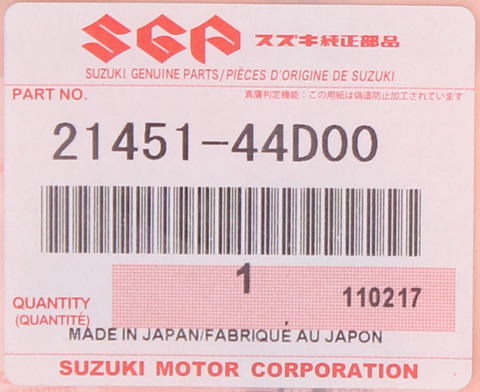 SGP スズキ純正部品
SUZUKI GENUINE PARTS/PIÈCES D'ORIGINE DE SUZUKI
PART NO. 真贋判定機能：この用紙は偽造防止加工されています
21451-44D00
1
QUANTITY 110217
(QUANTITÉ)
MADE IN JAPAN/FABRIQUÉ AU JAPON
SUZUKI MOTOR CORPORATION